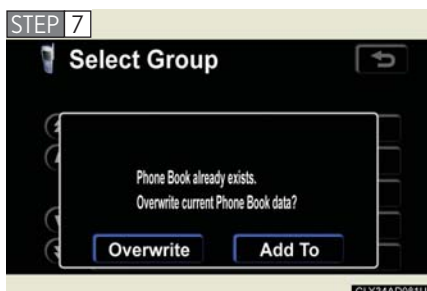 STEP 7
Select Group
Phone Book already exists.
Overwrite current Phone Book data?
Overwrite Add To